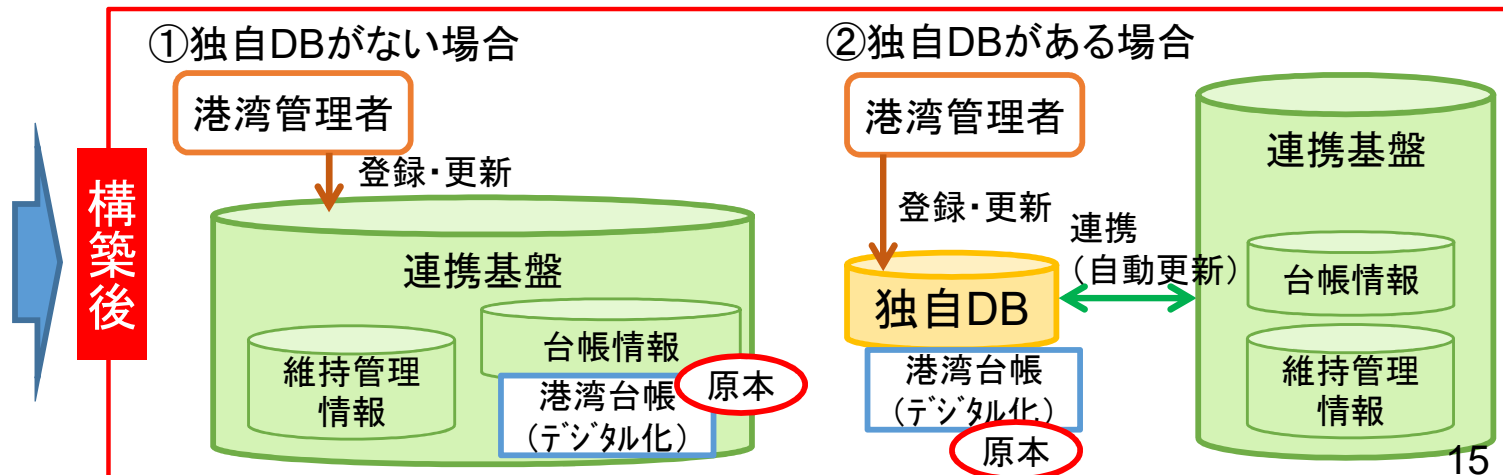 構築後
①独自DBがない場合
港湾管理者
登録・更新
連携基盤
維持管理
情報
台帳情報
港湾台帳
(ﾃﾞｼﾞﾀﾙ化)
原本
②独自DBがある場合
港湾管理者
登録・更新
独自DB
港湾台帳
(ﾃﾞｼﾞﾀﾙ化)
原本
連携
(自動更新)
連携基盤
台帳情報
維持管理
情報
15